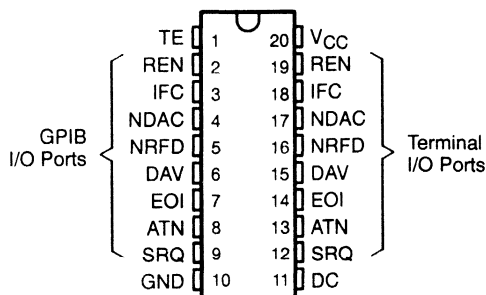 TE 1 20 VCC
REN 2 19 REN
IFC 3 18 IFC
NDAC 4 17 NDAC
GPIB
I/O Ports
NRFD 5 16 NRFD
Terminal
I/O Ports
DAV 6 15 DAV
EOI 7 14 EOI
ATN 8 13 ATN
SRQ 9 12 SRQ
GND 10 11 DC